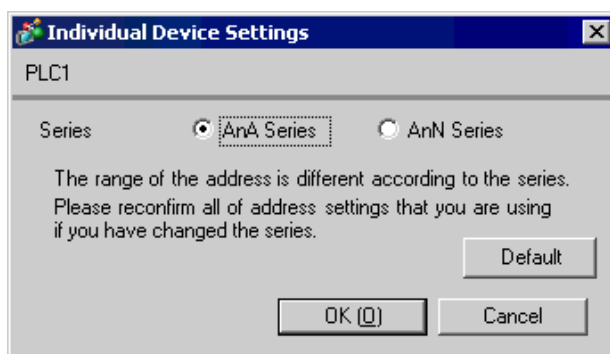 Individual Device Settings
PLC1
Series AnA Series AnN Series
The range of the address is different according to the series.
Please reconfirm all of address settings that you are using
if you have changed the series.
Default
OK (O) Cancel